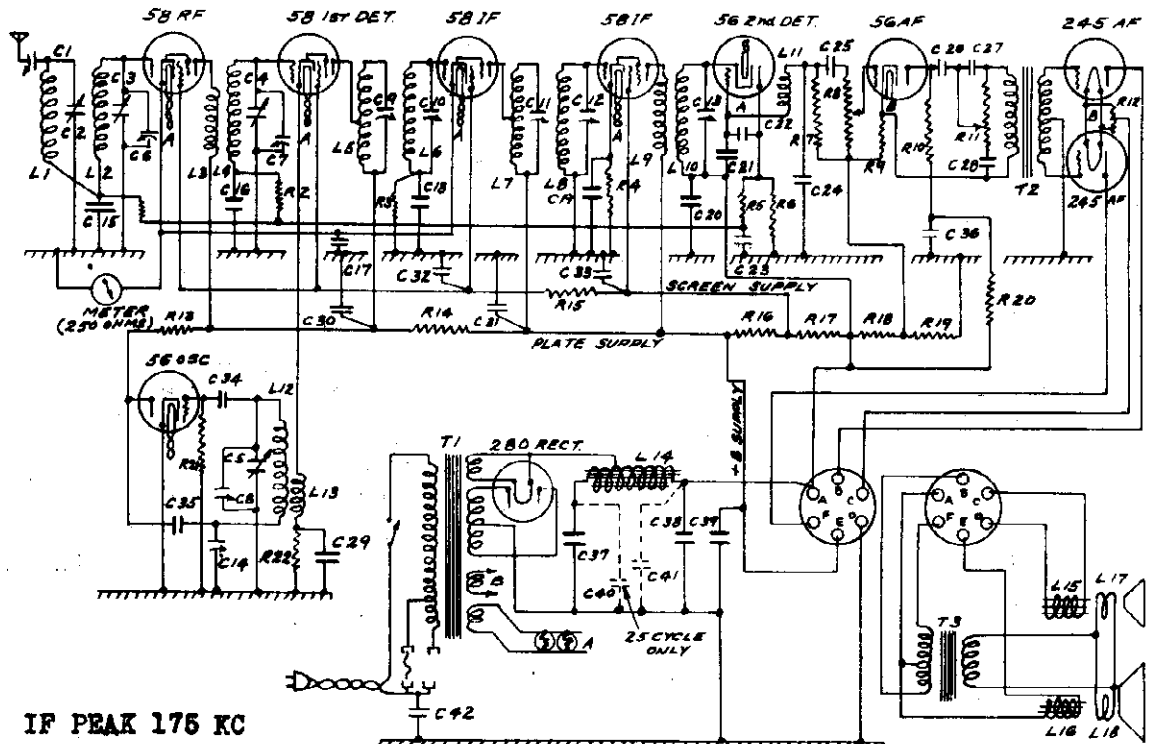 58 RF
58 1ST DET.
58 IF
58 IF
56 2nd DET.
56 AF
245 AF
C1
C2
C3
C6
L1
L2
C15
A
L3
L4
C4
C7
C16
R2
A
C9
L5
C10
L6
R3
C18
A
C11
L7
C12
L8
R4
A
L9
L10
C13
C20
C21
C22
A
L11
R5
R6
C23
R7
C24
C25
R8
R9
B
R10
C26
C27
R11
C28
T2
R12
B
245 AF
C36
R20
C17
C32
C33
C30
C31
R15
SCREEN SUPPLY
METER
(250 OHMS)
R13
R14
PLATE SUPPLY
R16
R17
R18
R19
56 OSC
C34
L12
R21
C5
C8
L13
C35
C14
R22
C29
T1
280 RECT.
L14
+B SUPPLY
C37
C38
C39
C40
C41
25 CYCLE
ONLY
B
A
C42
A
B
C
F
E
D
A
B
C
F
E
D
L15
L17
T3
L16
L18
IF PEAK 175 KC